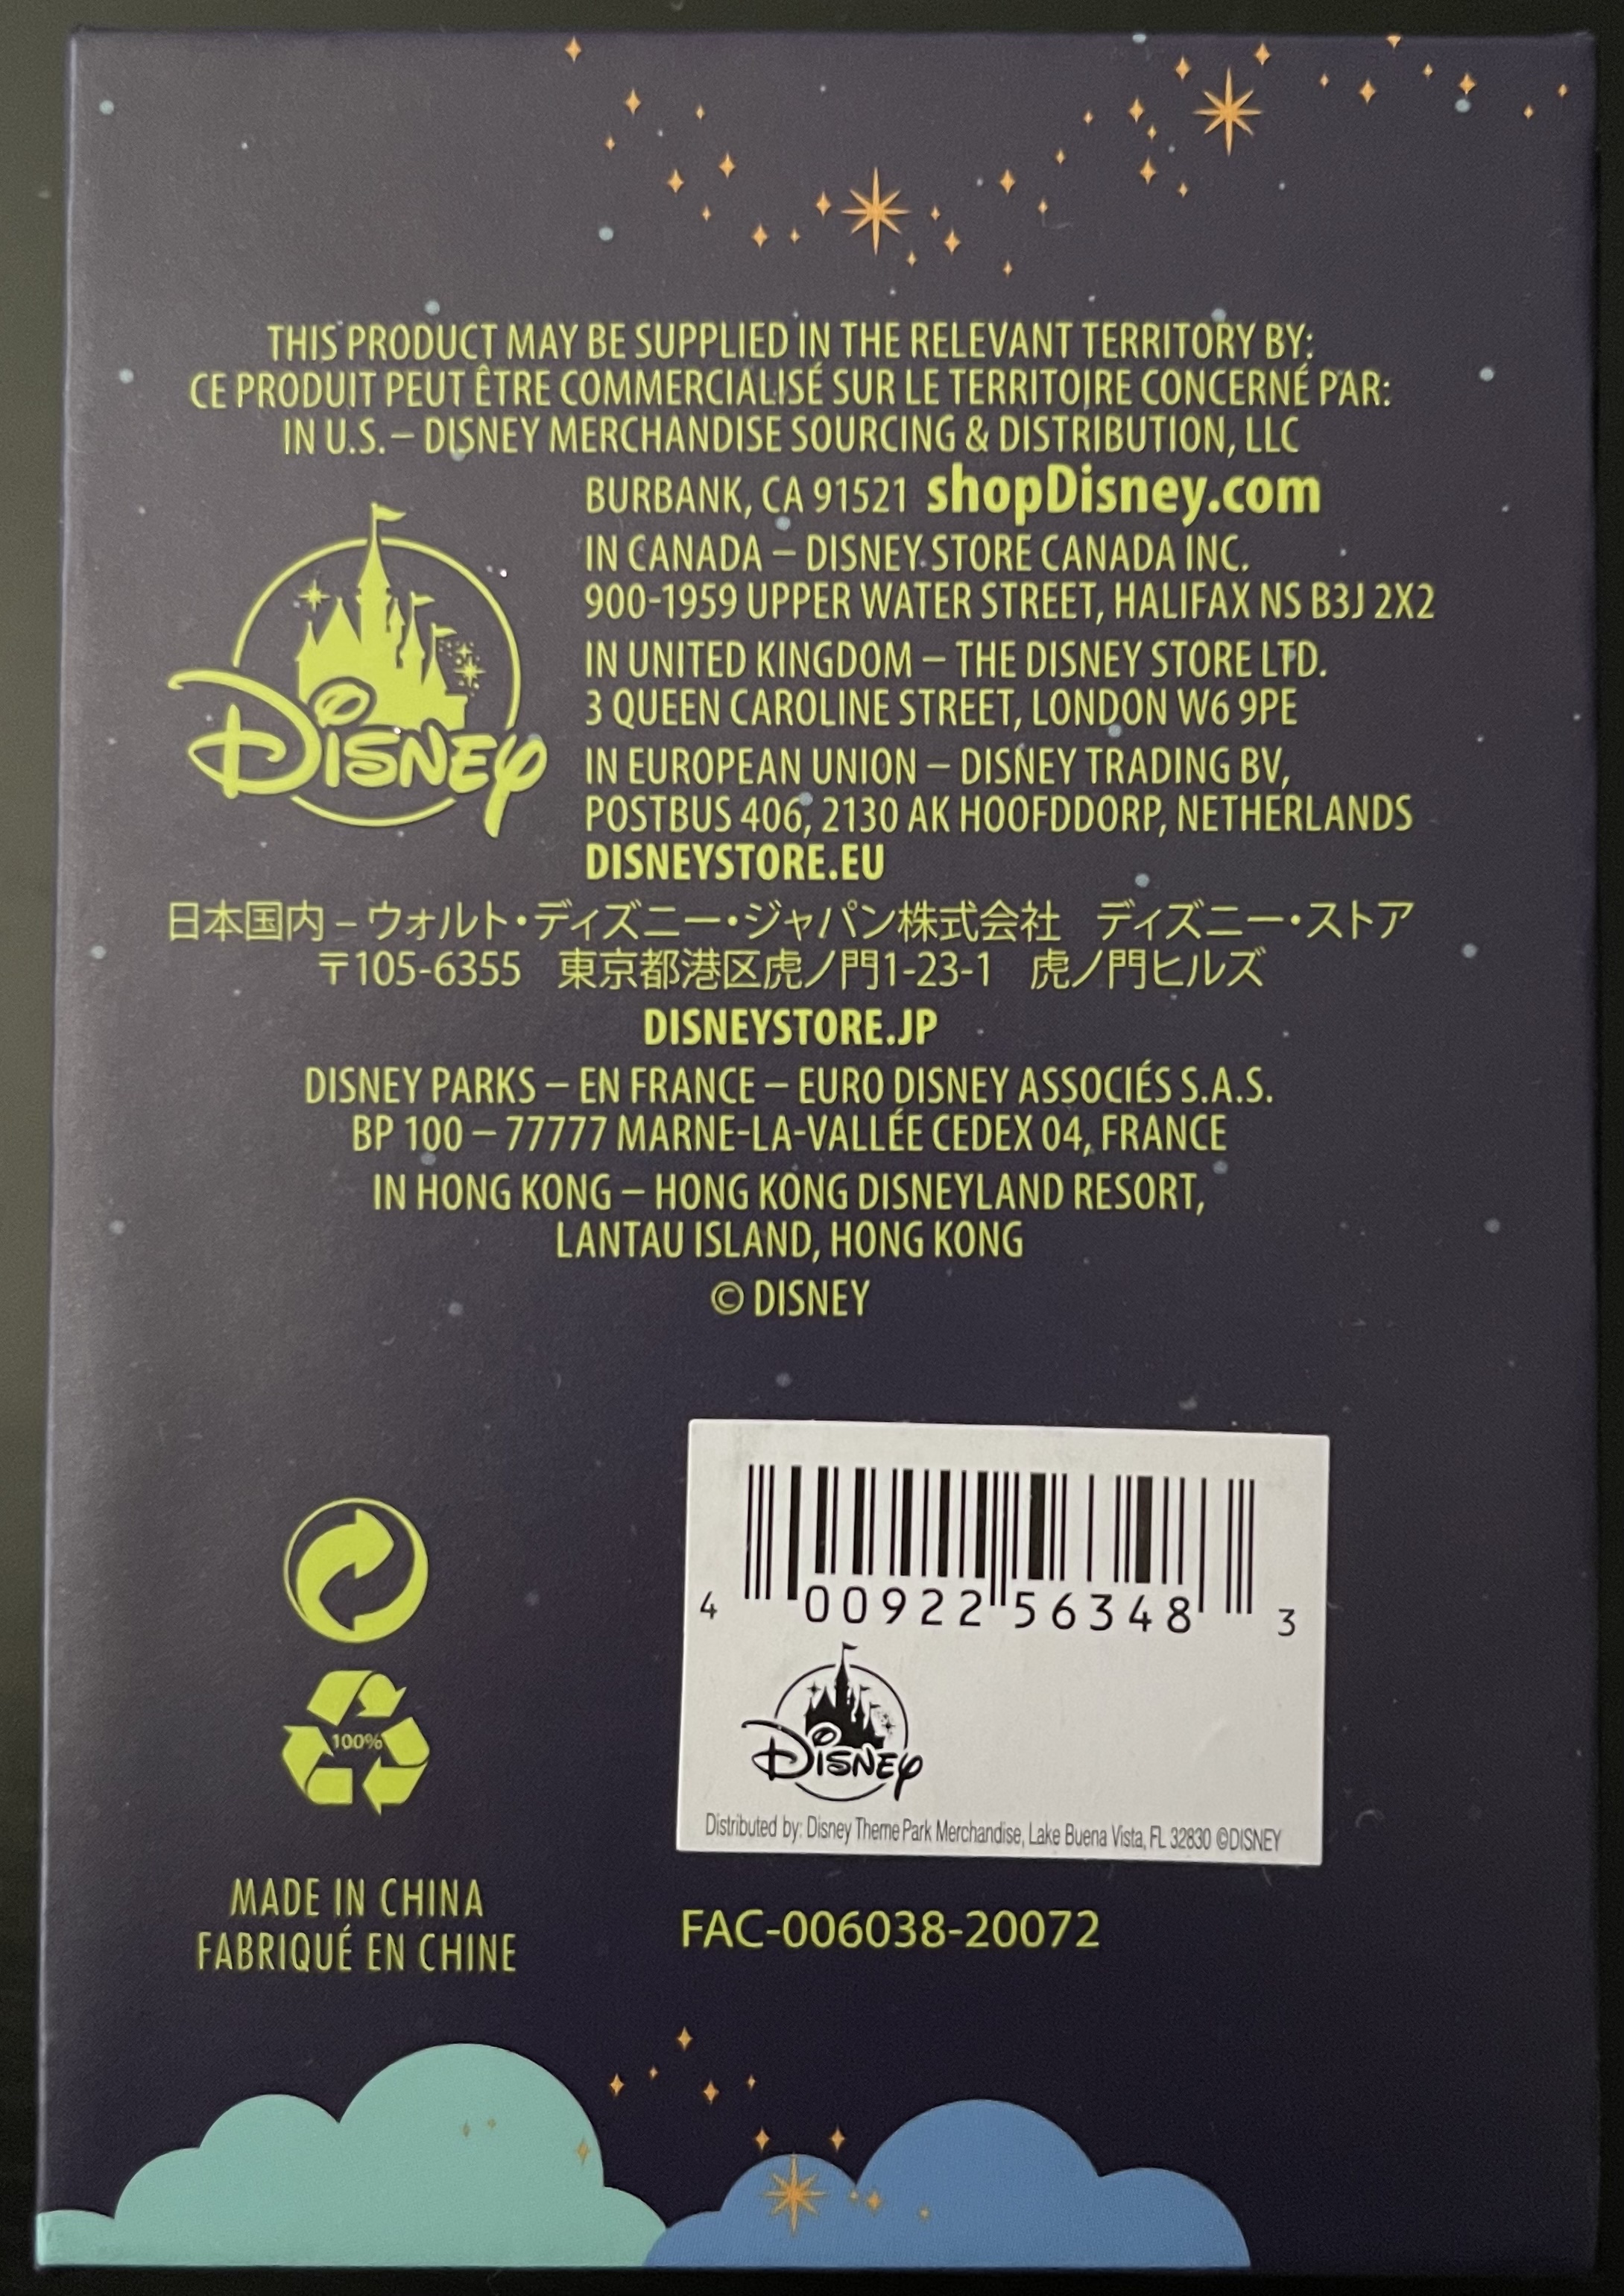 THIS PRODUCT MAY BE SUPPLIED IN THE RELEVANT TERRITORY BY:
CE PRODUIT PEUT ÊTRE COMMERCIALISÉ SUR LE TERRITOIRE CONCERNÉ PAR:
IN U.S. – DISNEY MERCHANDISE SOURCING & DISTRIBUTION, LLC
BURBANK, CA 91521 shopDisney.com
IN CANADA – DISNEY STORE CANADA INC.
900-1959 UPPER WATER STREET, HALIFAX NS B3J 2X2
IN UNITED KINGDOM – THE DISNEY STORE LTD.
3 QUEEN CAROLINE STREET, LONDON W6 9PE
IN EUROPEAN UNION – DISNEY TRADING BV,
POSTBUS 406, 2130 AK HOOFDDORP, NETHERLANDS
DISNEYSTORE.EU
Disney
日本国内 – ウォルト・ディズニー・ジャパン株式会社 ディズニー・ストア
〒105-6355 東京都港区虎ノ門1-23-1 虎ノ門ヒルズ
DISNEYSTORE.JP
DISNEY PARKS – EN FRANCE – EURO DISNEY ASSOCIÉS S.A.S.
BP 100 – 77777 MARNE-LA-VALLÉE CEDEX 04, FRANCE
IN HONG KONG – HONG KONG DISNEYLAND RESORT,
LANTAU ISLAND, HONG KONG
© DISNEY
4 00922 56348 3
Disney
Distributed by: Disney Theme Park Merchandise, Lake Buena Vista, FL 32830 ©DISNEY
100%
MADE IN CHINA
FABRIQUÉ EN CHINE
FAC-006038-20072